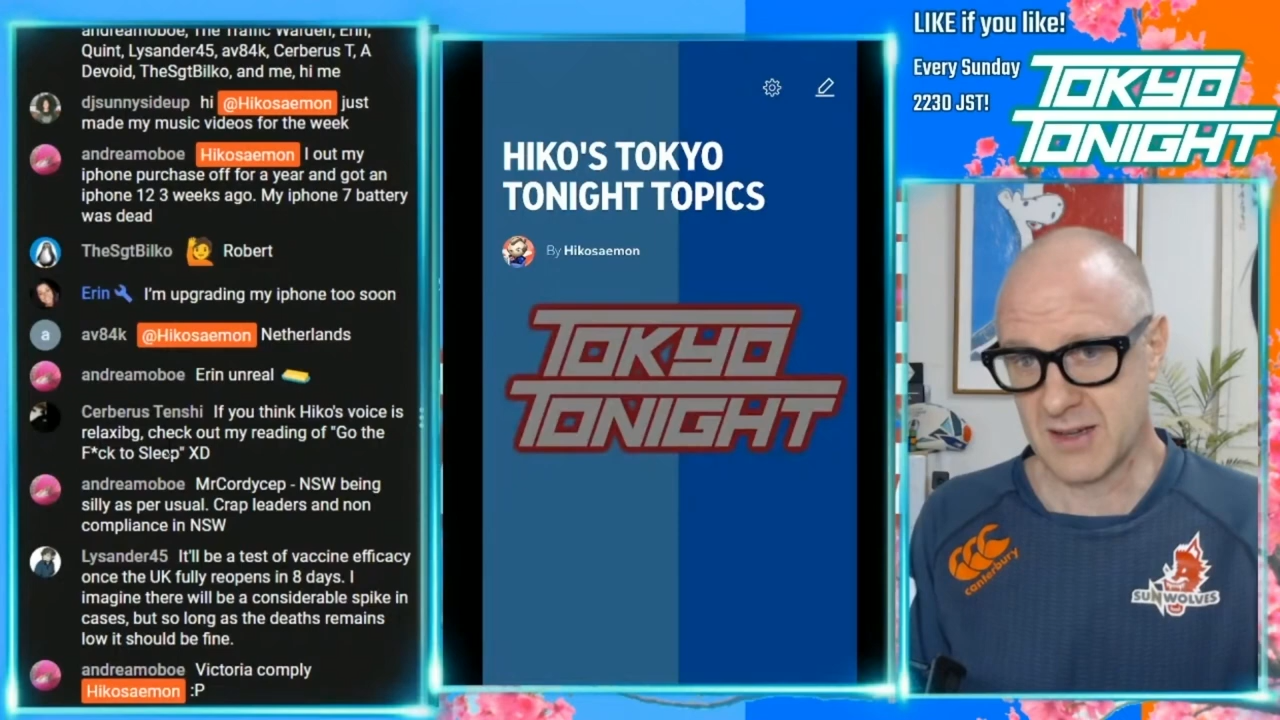 andreamoboe, The Traffic Warden, Erin,
Quint, Lysander45, av84k, Cerberus T, A
Devoid, TheSgtBilko, and me, hi me
djsunnysideup hi @Hikosaemon just
made my music videos for the week
andreamoboe Hikosaemon I out my
iphone purchase off for a year and got an
iphone 12 3 weeks ago. My iphone 7 battery
was dead
TheSgtBilko 🙋 Robert
Erin I'm upgrading my iphone too soon
a av84k @Hikosaemon Netherlands
andreamoboe Erin unreal
Cerberus Tenshi If you think Hiko's voice is
relaxibg, check out my reading of "Go the
F*ck to Sleep" XD
andreamoboe MrCordycep - NSW being
silly as per usual. Crap leaders and non
compliance in NSW
Lysander45 It'll be a test of vaccine efficacy
once the UK fully reopens in 8 days. I
imagine there will be a considerable spike in
cases, but so long as the deaths remains
low it should be fine.
andreamoboe Victoria comply
Hikosaemon :P
HIKO'S TOKYO
TONIGHT TOPICS
By Hikosaemon
TOKYO
TONIGHT
LIKE if you like!
Every Sunday
2230 JST!
TOKYO
TONIGHT
canterbury
SUNWOLVES